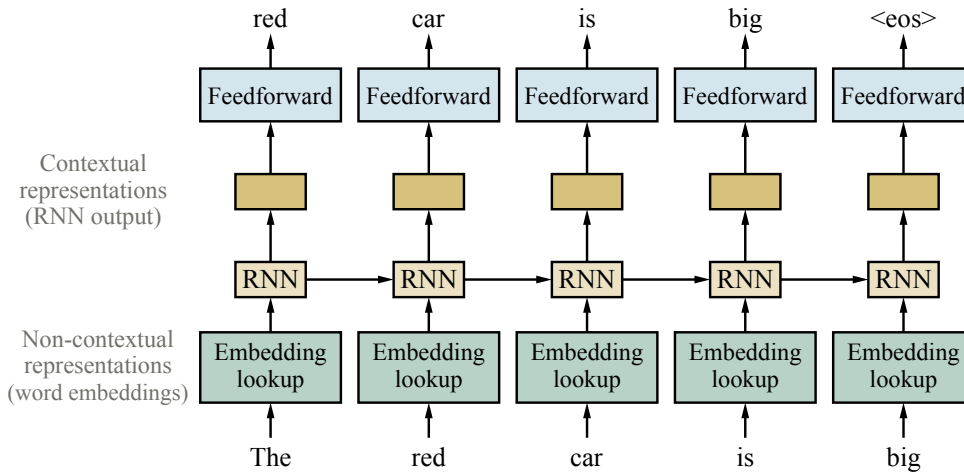 red car is big <eos>
Feedforward Feedforward Feedforward Feedforward Feedforward
Contextual
representations
(RNN output)
RNN RNN RNN RNN RNN
Non-contextual
representations
(word embeddings)
Embedding Embedding Embedding Embedding Embedding
lookup lookup lookup lookup lookup
The red car is big